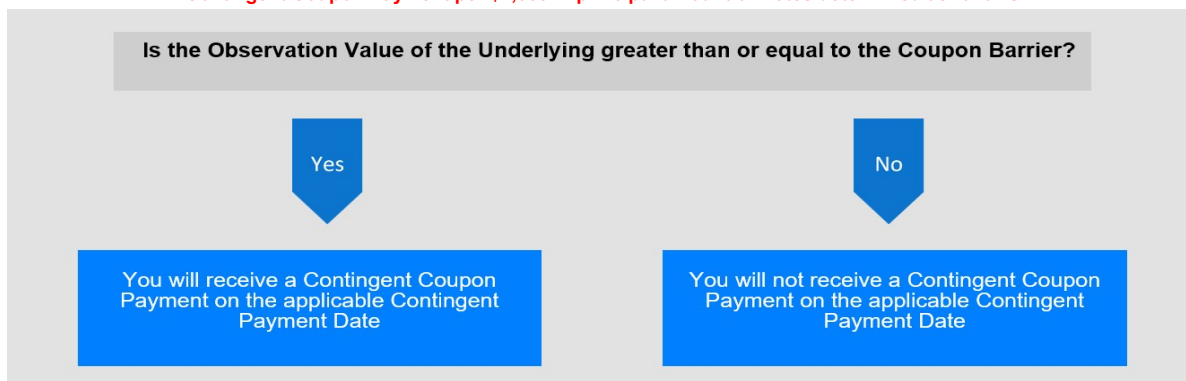 Is the Observation Value of the Underlying greater than or equal to the Coupon Barrier?
Yes
No
You will receive a Contingent Coupon
Payment on the applicable Contingent
Payment Date
You will not receive a Contingent Coupon
Payment on the applicable Contingent
Payment Date